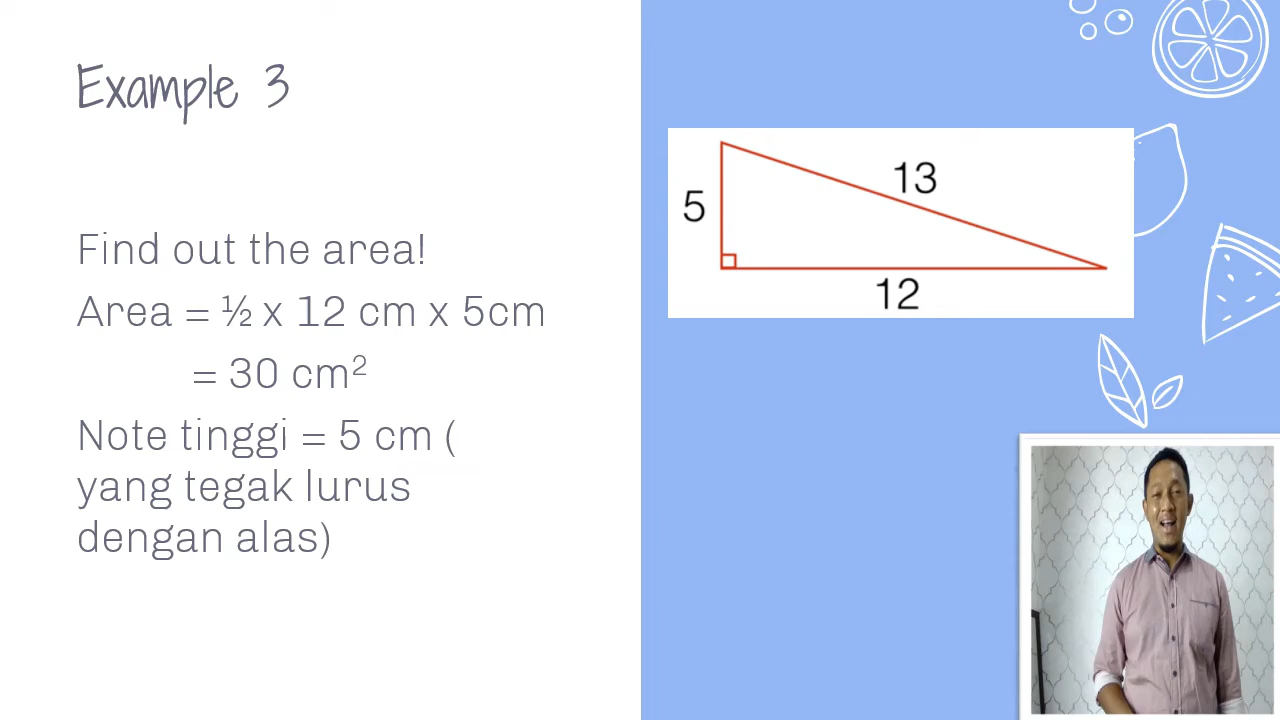 Example 3
Find out the area!
Area = ½ x 12 cm x 5cm
= 30 cm²
Note tinggi = 5 cm (
yang tegak lurus
dengan alas)
13
5
12